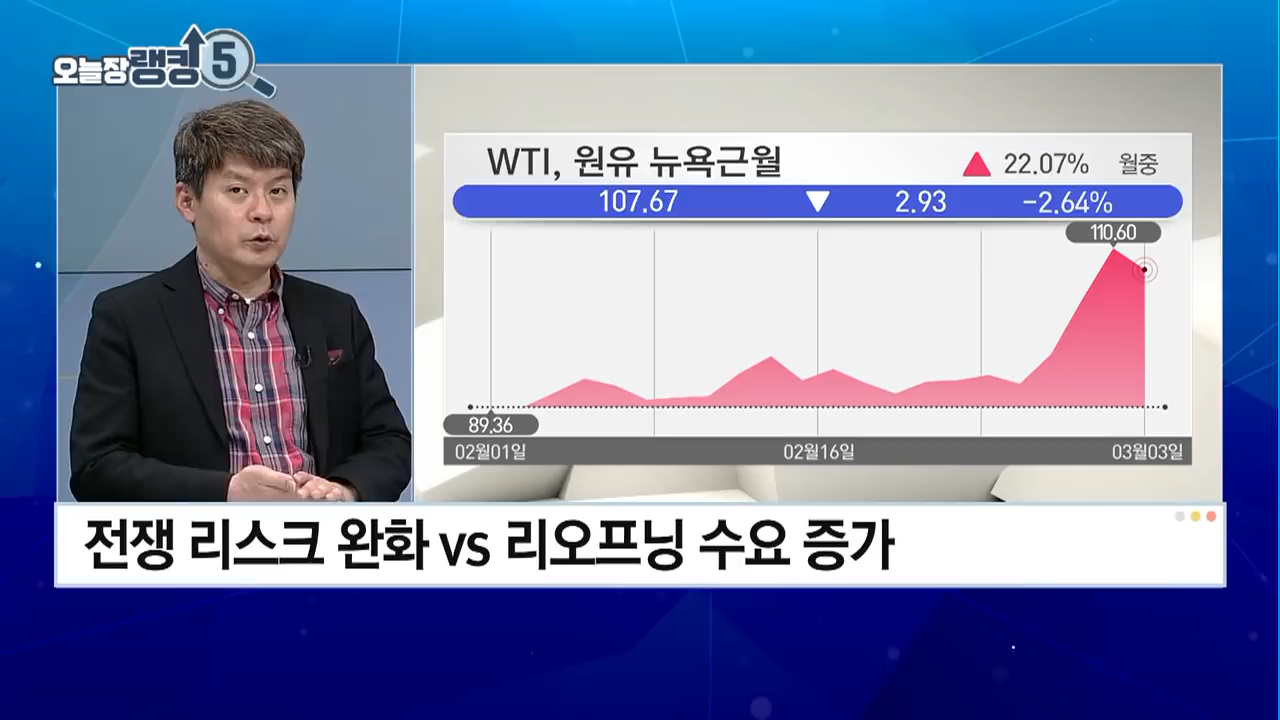 오늘장랭킹5
WTI, 원유 뉴욕근월
▲ 22.07% 월중
107.67 ▼ 2.93 -2.64%
110.60
89.36
02월01일 02월16일 03월03일
전쟁 리스크 완화 vs 리오프닝 수요 증가